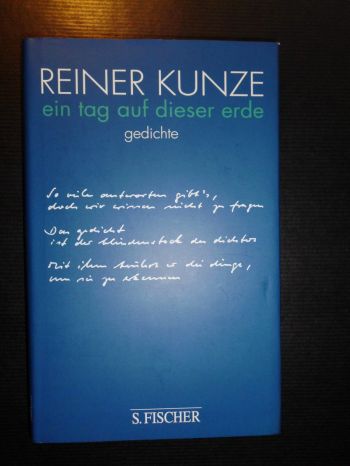 REINER KUNZE
ein tag auf dieser erde
gedichte
So viele antworten gibt's,
doch wir wissen nicht zu fragen
Das gedicht
ist der blindenstock des dichters
Mit ihm berührt er die dinge,
um sie zu erkennen
S. FISCHER